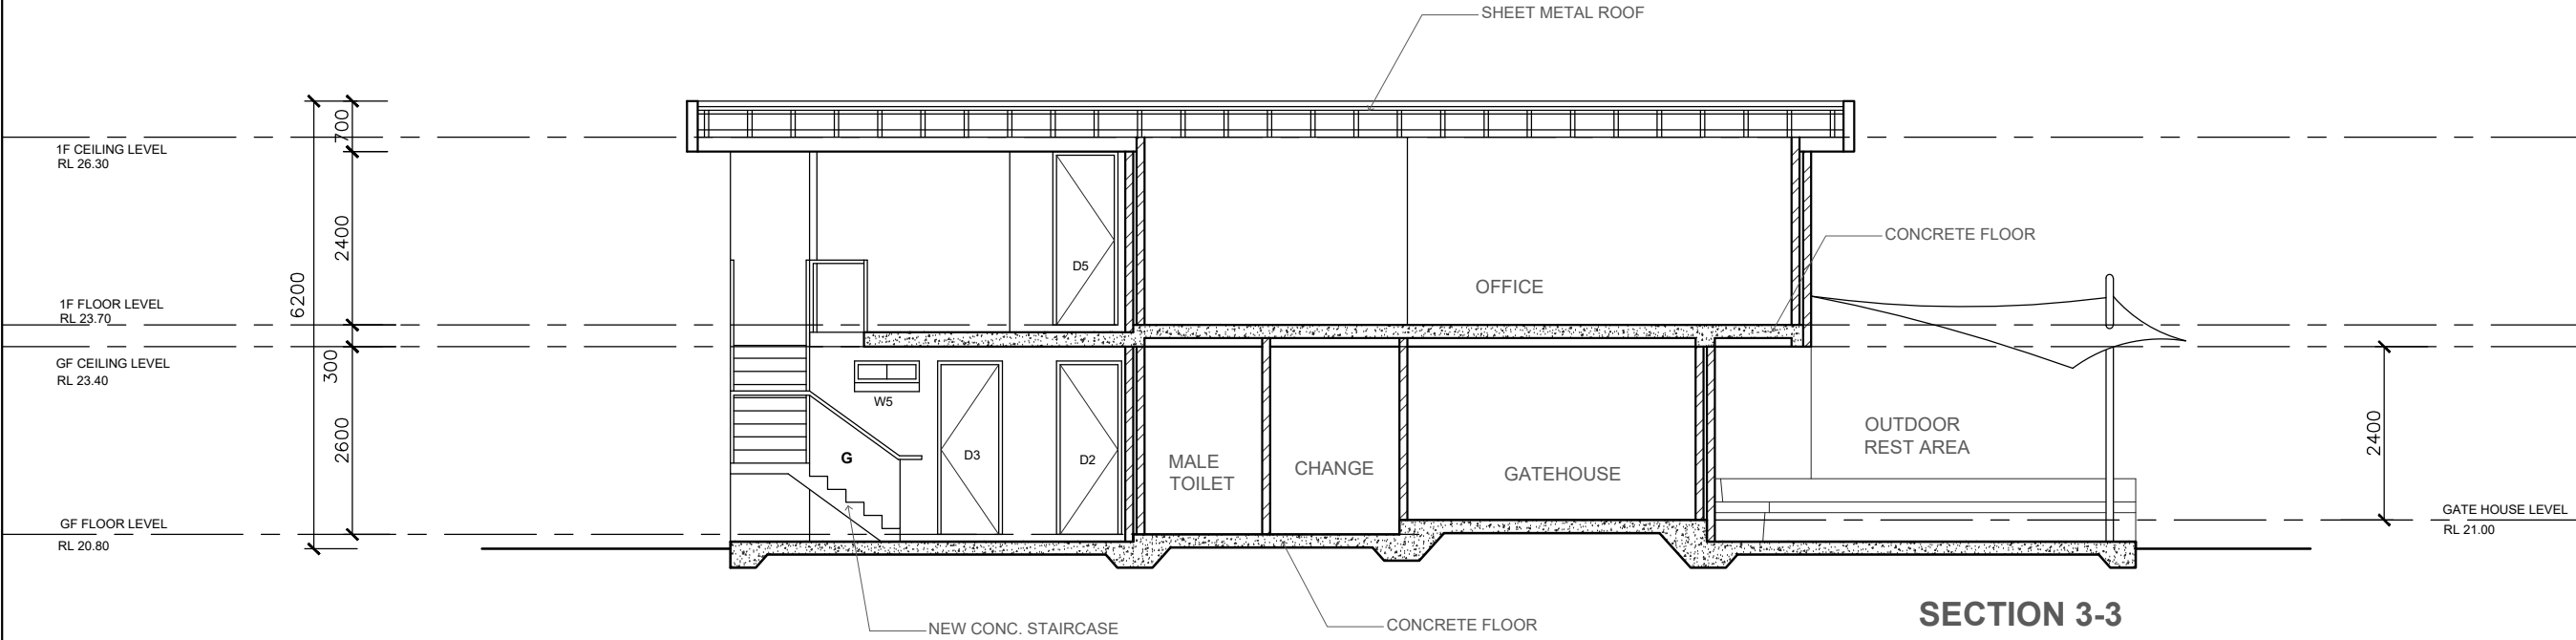 SHEET METAL ROOF
700
1F CEILING LEVEL
RL 26.30
2400
D5
CONCRETE FLOOR
OFFICE
6200
1F FLOOR LEVEL
RL 23.70
300
GF CEILING LEVEL
RL 23.40
W5
OUTDOOR
REST AREA
2400
2600
G
D3
D2
MALE
TOILET
CHANGE
GATEHOUSE
GF FLOOR LEVEL
RL 20.80
GATE HOUSE LEVEL
RL 21.00
SECTION 3-3
NEW CONC. STAIRCASE
CONCRETE FLOOR